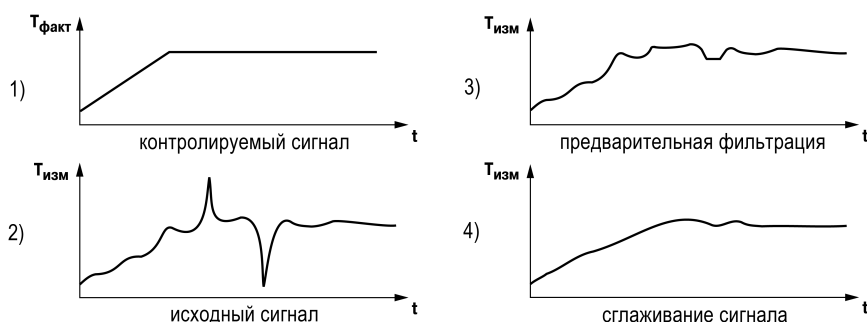 Tфакт
1)
t
контролируемый сигнал
Tизм
2)
t
исходный сигнал
Tизм
3)
t
предварительная фильтрация
Tизм
4)
t
сглаживание сигнала